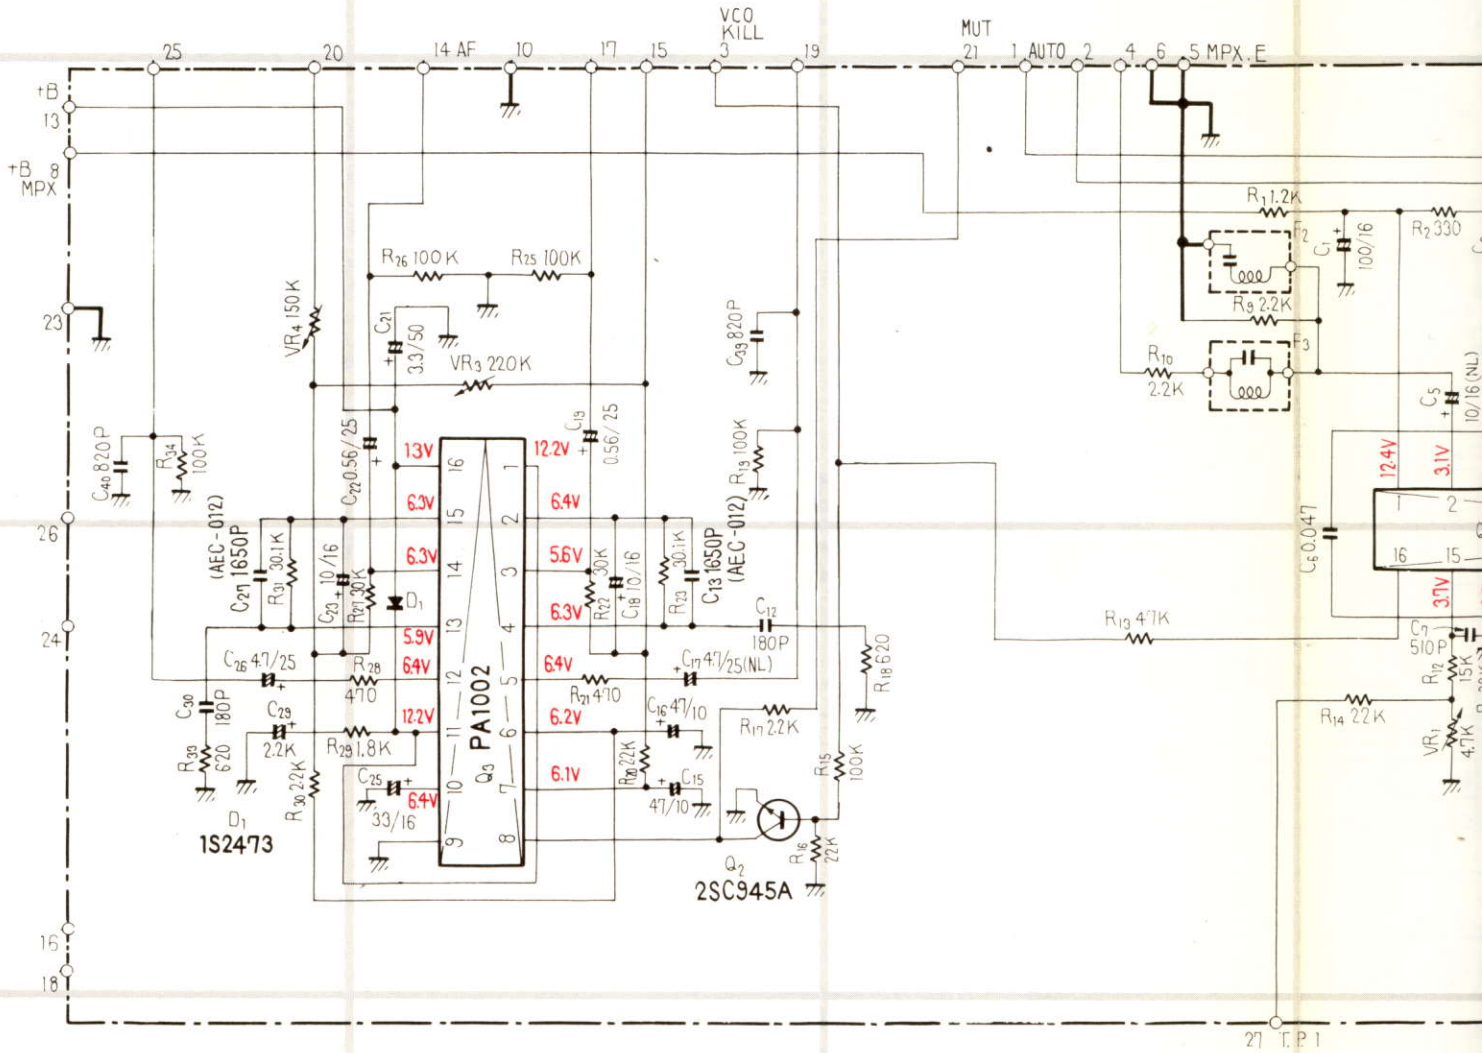 VCO
KILL
MUT
25
20
14 AF
10
17
15
3
19
21
1 AUTO
2
4
6
5 MPX.E
+B
13
+B 8
MPX
23
26
24
16
18
R26 100K
R25 100K
VR4 150K
C21
3.3/50
VR3 220K
C39 820P
R1 1.2K
F2
C1
100/16
R2 330
R9 2.2K
F3
R10
2.2K
C5
10/16(NL)
C40 820P
R34
100K
C22 0.56/25
C19
0.56/25
R19 100K
13V
12.2V
16
1
6.3V
6.4V
15
2
6.3V
5.6V
14
3
6.3V
5.9V
13
4
6.4V
6.4V
12
5
12.2V
6.2V
11
6
6.1V
6.4V
10
7
9
8
PA1002
Q3
(AEC-012)
C27 1650P
R31 30.1K
C23 10/16
R27 30K
D1
R22 30K
C18 10/16
R23 30.1K
C13 1650P
(AEC-012)
C12
180P
R18 620
C26 4.7/25
R28
470
R21 470
C17 4.7/25(NL)
C30
180P
C29
2.2K
R29 1.8K
C16 47/10
R17 2.2K
R33
620
R30 2.2K
C25
33/16
R20 22K
C15
47/10
R15
100K
D1
1S2473
R16
22K
Q2
2SC945A
12.4V
3.1V
1
2
16
15
3.7V
C6 0.047
R13 47K
C7
510P
R12
15K
R14 22K
VR1
4.7K
27 T.P 1